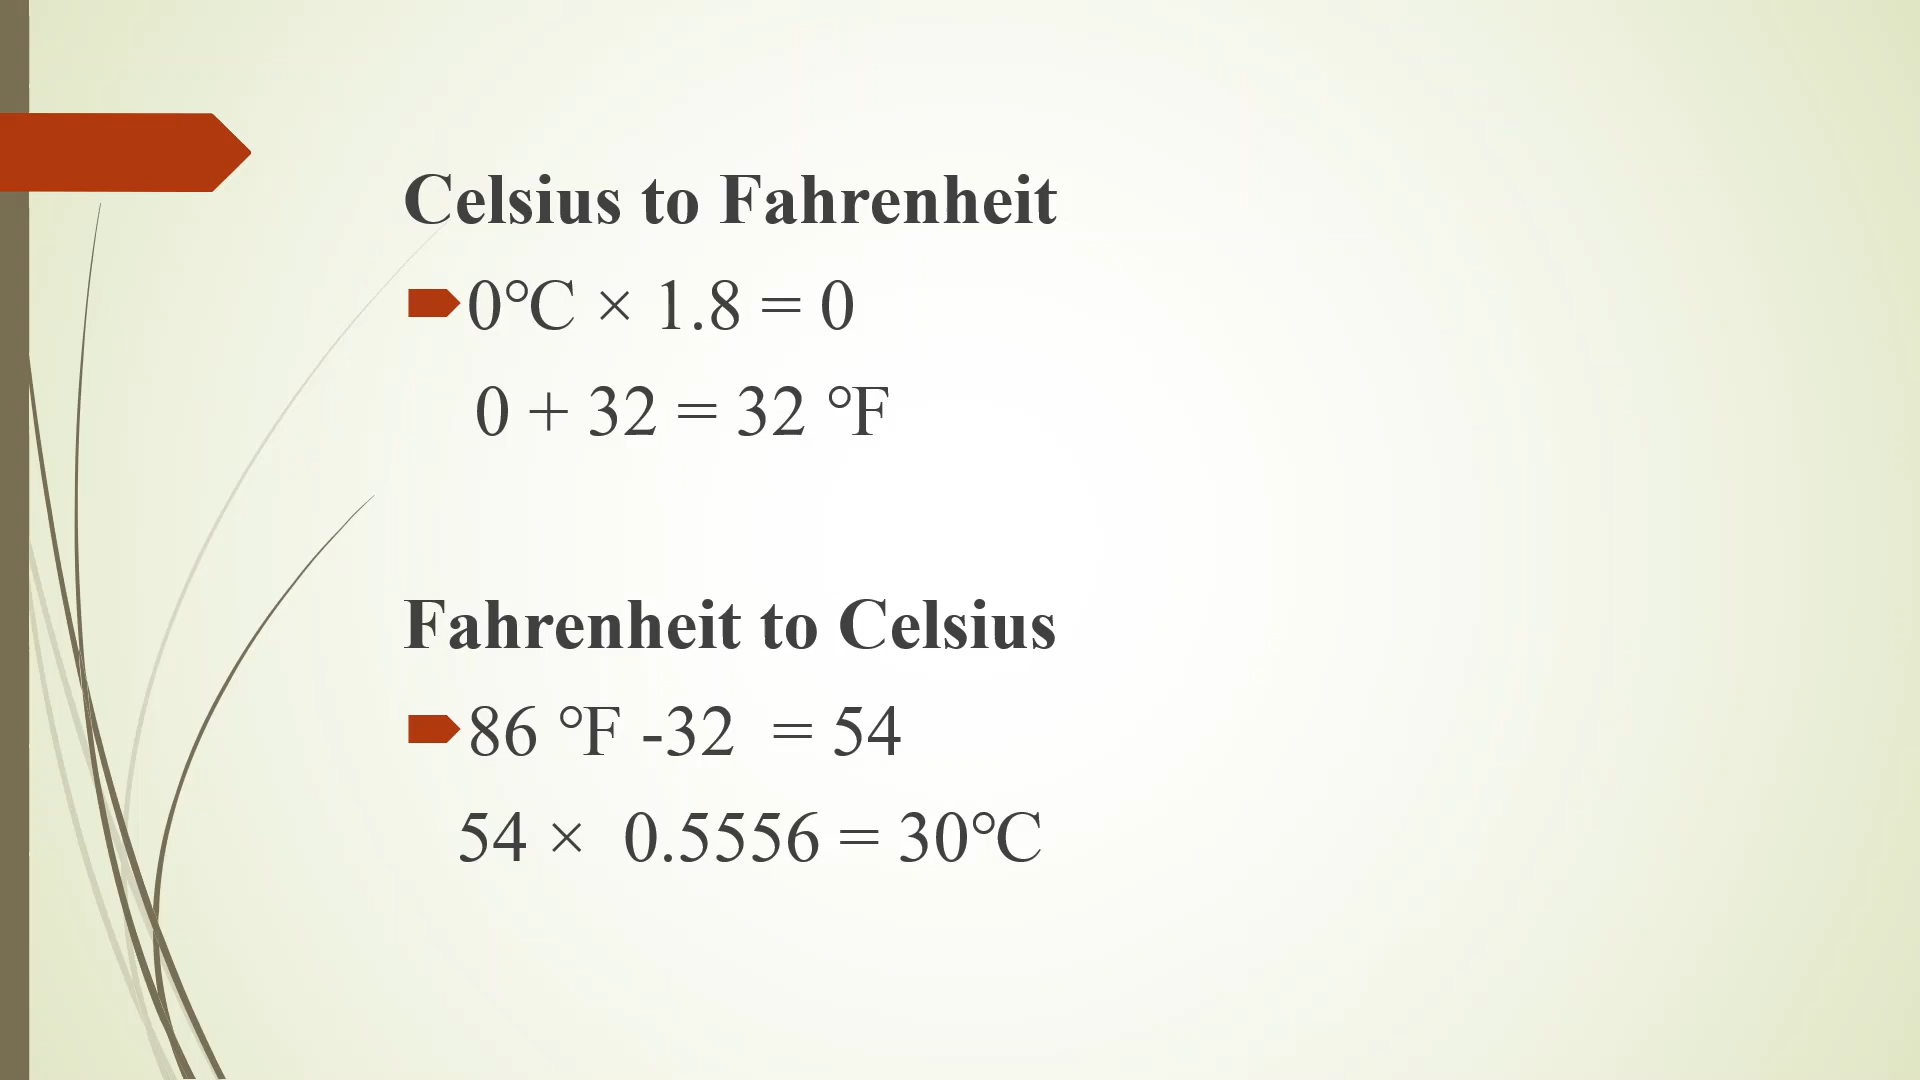 Celsius to Fahrenheit
0℃ × 1.8 = 0
0 + 32 = 32 ℉
Fahrenheit to Celsius
86 ℉ -32  = 54
54 ×  0.5556 = 30℃